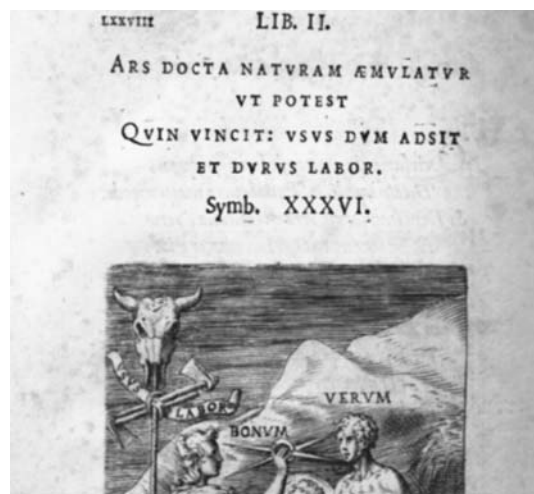 LXXVIII LIB. II.
ARS DOCTA NATVRAM ÆMVLATVR
VT POTEST
QVIN VINCIT: VSVS DVM ADSIT
ET DVRVS LABOR.
Symb. XXXVI.
LABOR
VERVM
BONVM